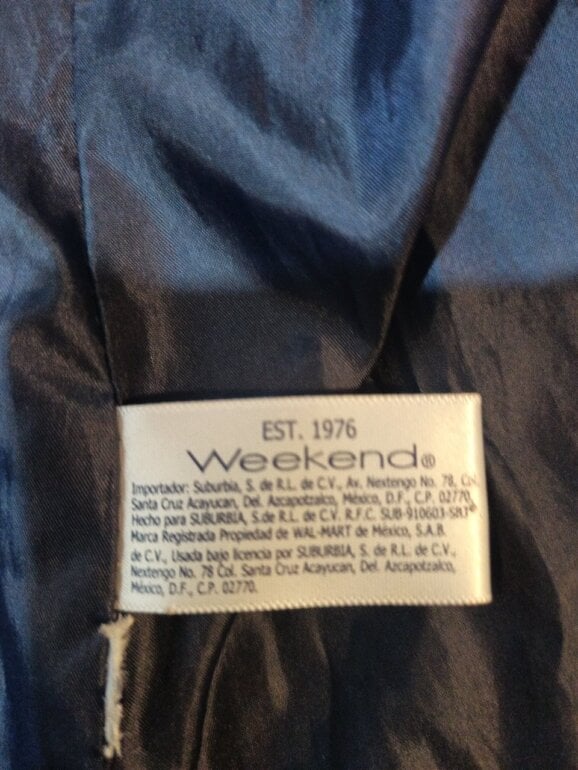 EST. 1976
Weekend®
Importador: Suburbia, S. de R.L. de C.V., Av. Nextengo No. 78, Col.
Santa Cruz Acayucan, Del. Azcapotzalco, México, D.F., C.P. 02770,
Hecho para SUBURBIA, S.de R.L. de C.V. R.F.C. SUB-910603-SB3
Marca Registrada Propiedad de WAL-MART de México, S.A.B.
de C.V., Usada bajo licencia por SUBURBIA, S. de R.L. de C.V.,
Nextengo No. 78 Col. Santa Cruz Acayucan, Del. Azcapotzalco,
México, D.F., C.P. 02770.